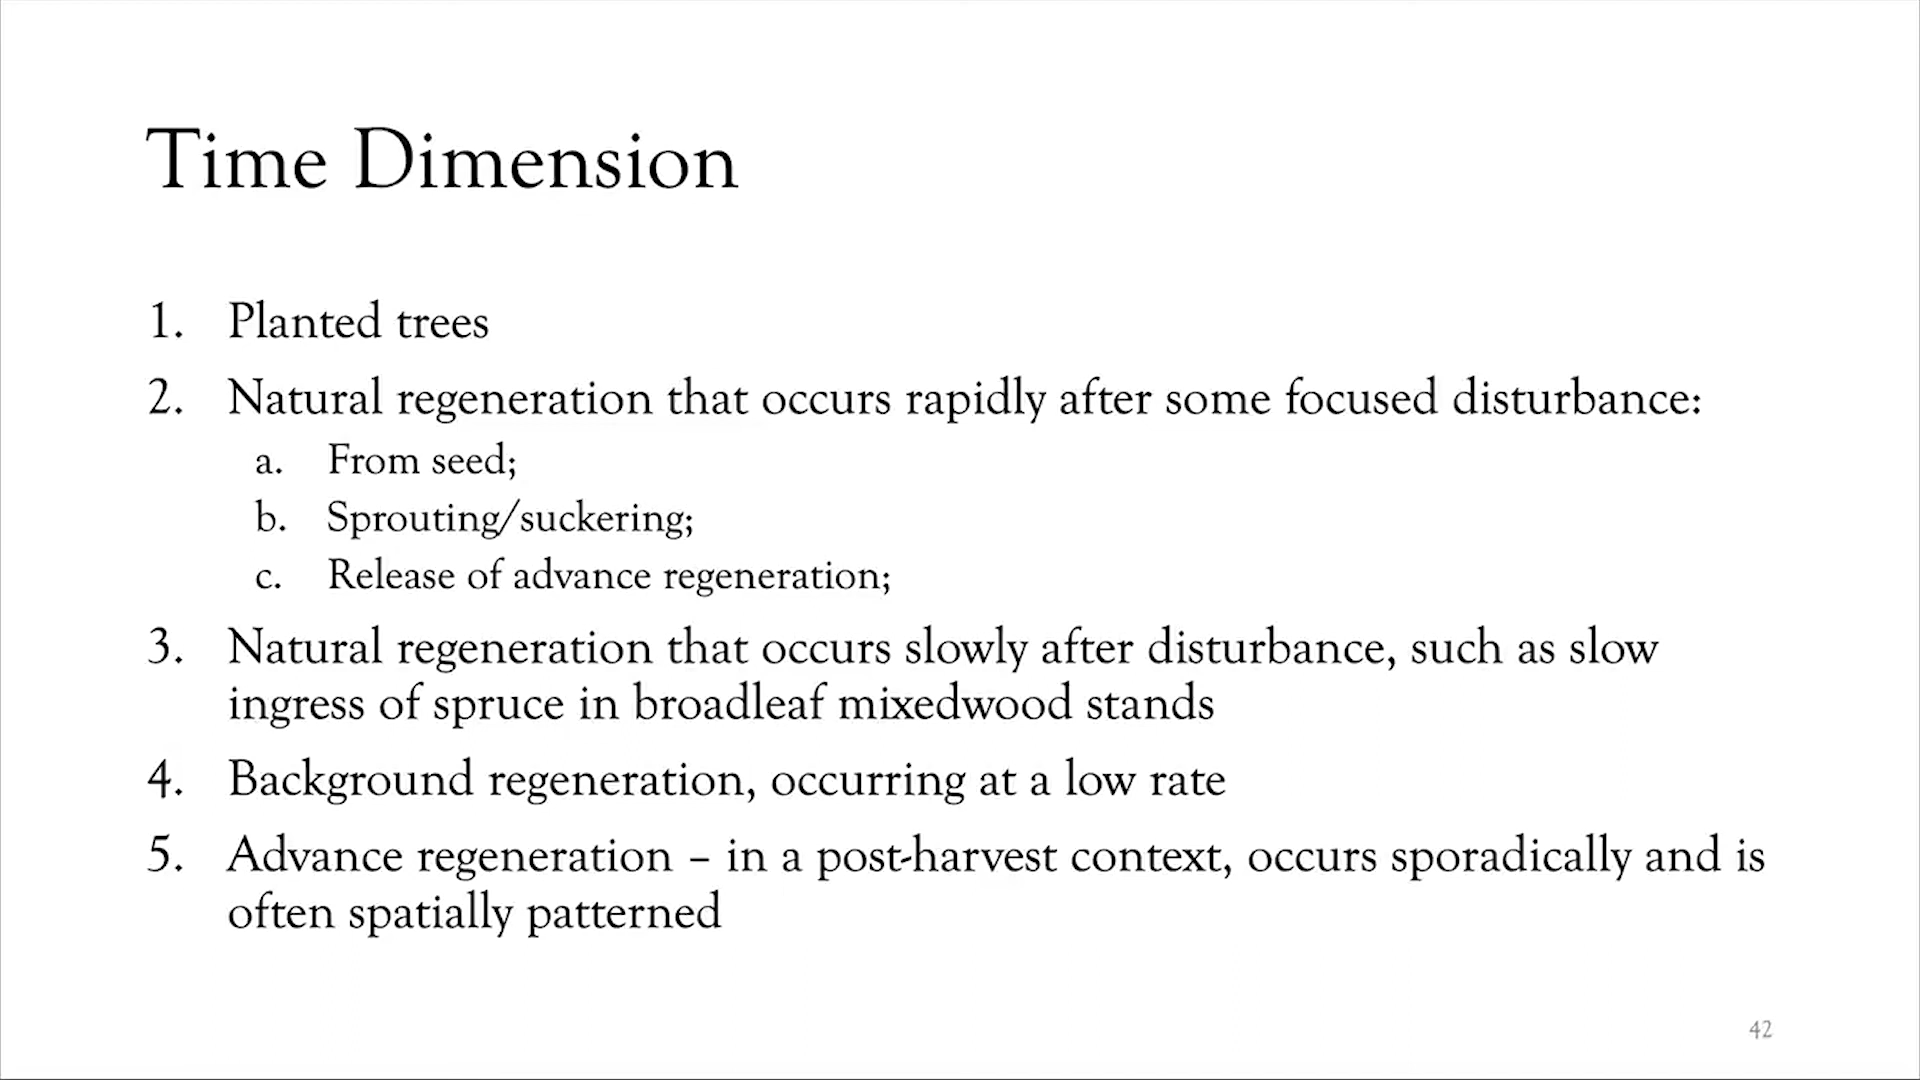 Time Dimension
1. Planted trees
2. Natural regeneration that occurs rapidly after some focused disturbance:
a. From seed;
b. Sprouting/suckering;
c. Release of advance regeneration;
3. Natural regeneration that occurs slowly after disturbance, such as slow
ingress of spruce in broadleaf mixedwood stands
4. Background regeneration, occurring at a low rate
5. Advance regeneration – in a post-harvest context, occurs sporadically and is
often spatially patterned
42